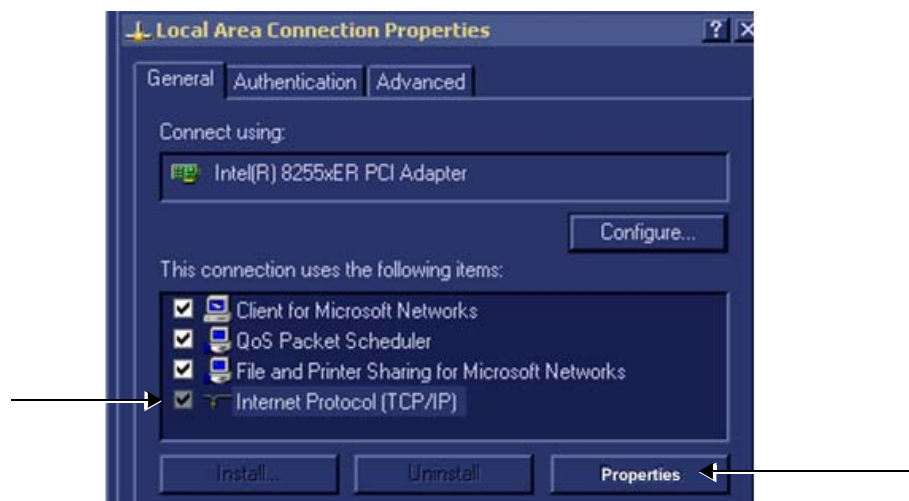 Local Area Connection Properties
General Authentication Advanced
Connect using:
Intel(R) 8255xER PCI Adapter
Configure...
This connection uses the following items:
Client for Microsoft Networks
QoS Packet Scheduler
File and Printer Sharing for Microsoft Networks
Internet Protocol (TCP/IP)
Install... Uninstall Properties